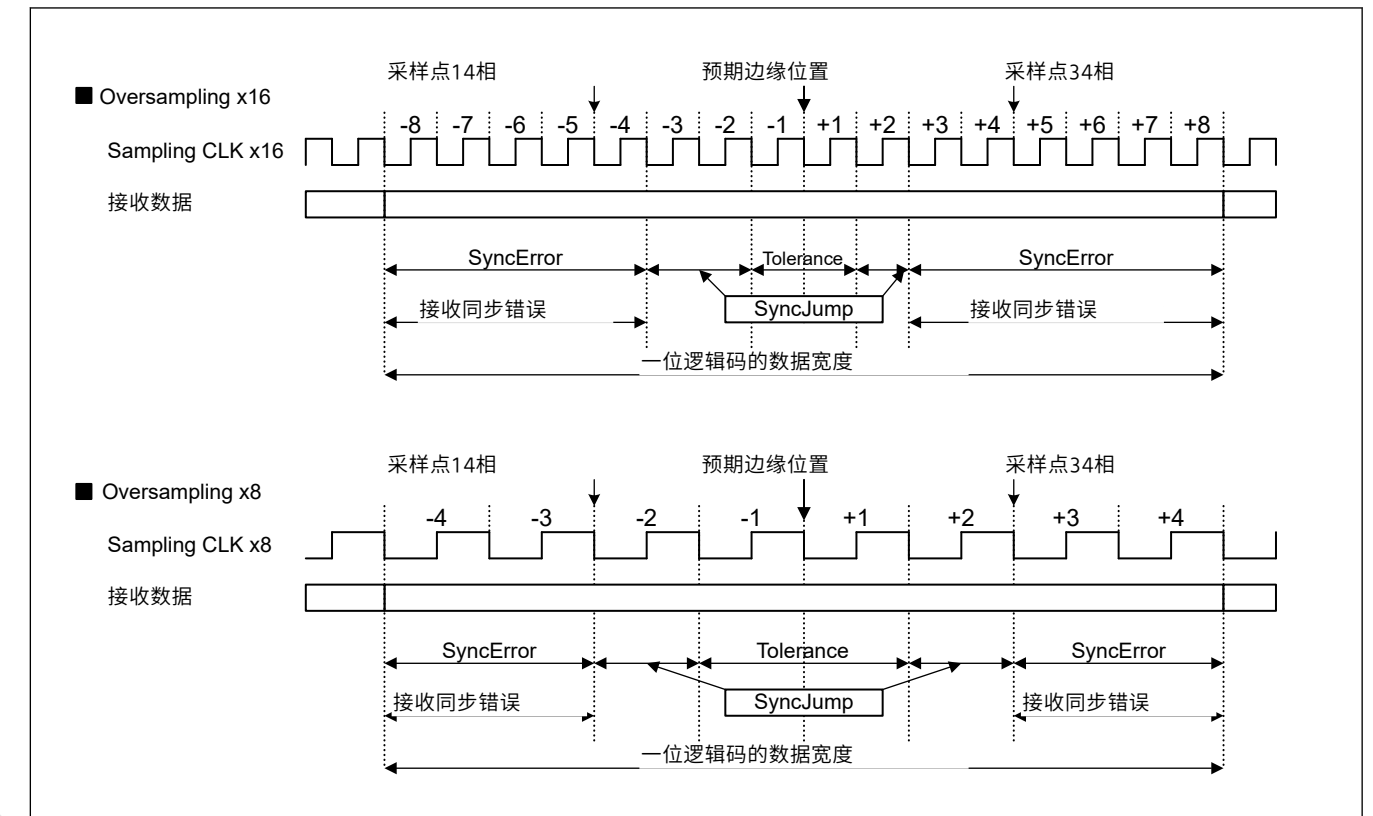 采样点14相 预期边缘位置 采样点34相
■ Oversampling x16
-8 -7 -6 -5 -4 -3 -2 -1 +1 +2 +3 +4 +5 +6 +7 +8
Sampling CLK x16
接收数据
SyncError Tolerance SyncError
接收同步错误 SyncJump 接收同步错误
一位逻辑码的数据宽度
采样点14相 预期边缘位置 采样点34相
■ Oversampling x8
-4 -3 -2 -1 +1 +2 +3 +4
Sampling CLK x8
接收数据
SyncError Tolerance SyncError
接收同步错误 SyncJump 接收同步错误
一位逻辑码的数据宽度